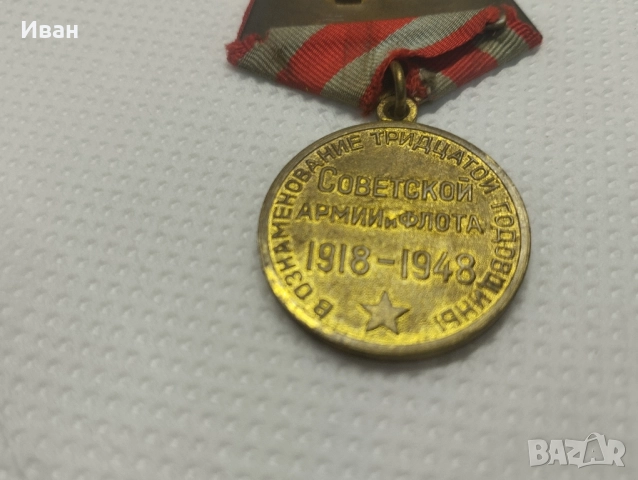 Иван
В ОЗНАМЕНОВАНИЕ ТРИДЦАТОЙ ГОДОВЩИНЫ
СОВЕТСКОЙ
АРМИИ И ФЛОТА
1918-1948
BAZAR